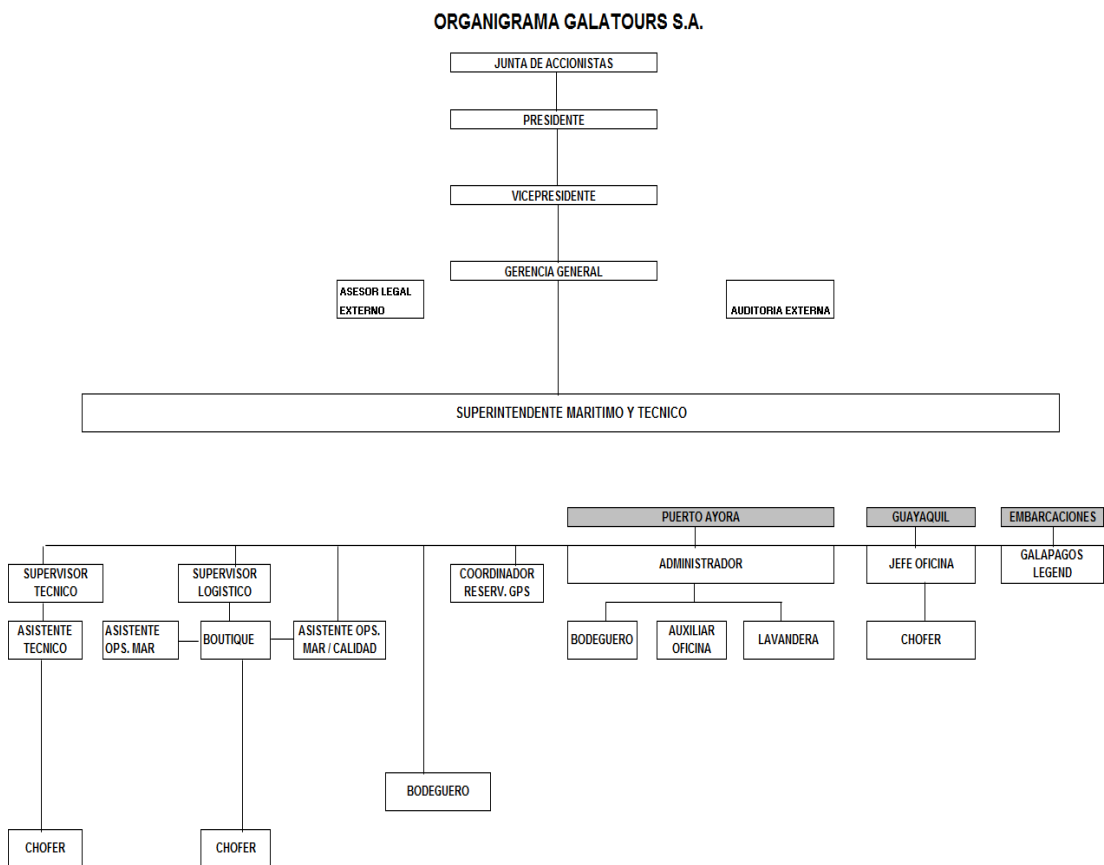 ORGANIGRAMA GALATOURS S.A.
JUNTA DE ACCIONISTAS
PRESIDENTE
VICEPRESIDENTE
GERENCIA GENERAL
ASESOR LEGAL
EXTERNO
AUDITORIA EXTERNA
SUPERINTENDENTE MARITIMO Y TECNICO
PUERTO AYORA
GUAYAQUIL
EMBARCACIONES
SUPERVISOR
TECNICO
SUPERVISOR
LOGISTICO
COORDINADOR
RESERV. GPS
ADMINISTRADOR
JEFE OFICINA
GALAPAGOS
LEGEND
ASISTENTE
TECNICO
ASISTENTE
OPS. MAR
BOUTIQUE
ASISTENTE OPS.
MAR / CALIDAD
BODEGUERO
AUXILIAR
OFICINA
LAVANDERA
CHOFER
BODEGUERO
CHOFER
CHOFER